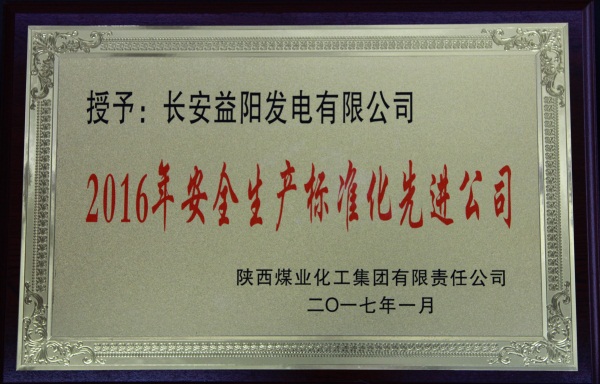 授予：长安益阳发电有限公司
2016年安全生产标准化先进公司
陕西煤业化工集团有限责任公司
二〇一七年一月